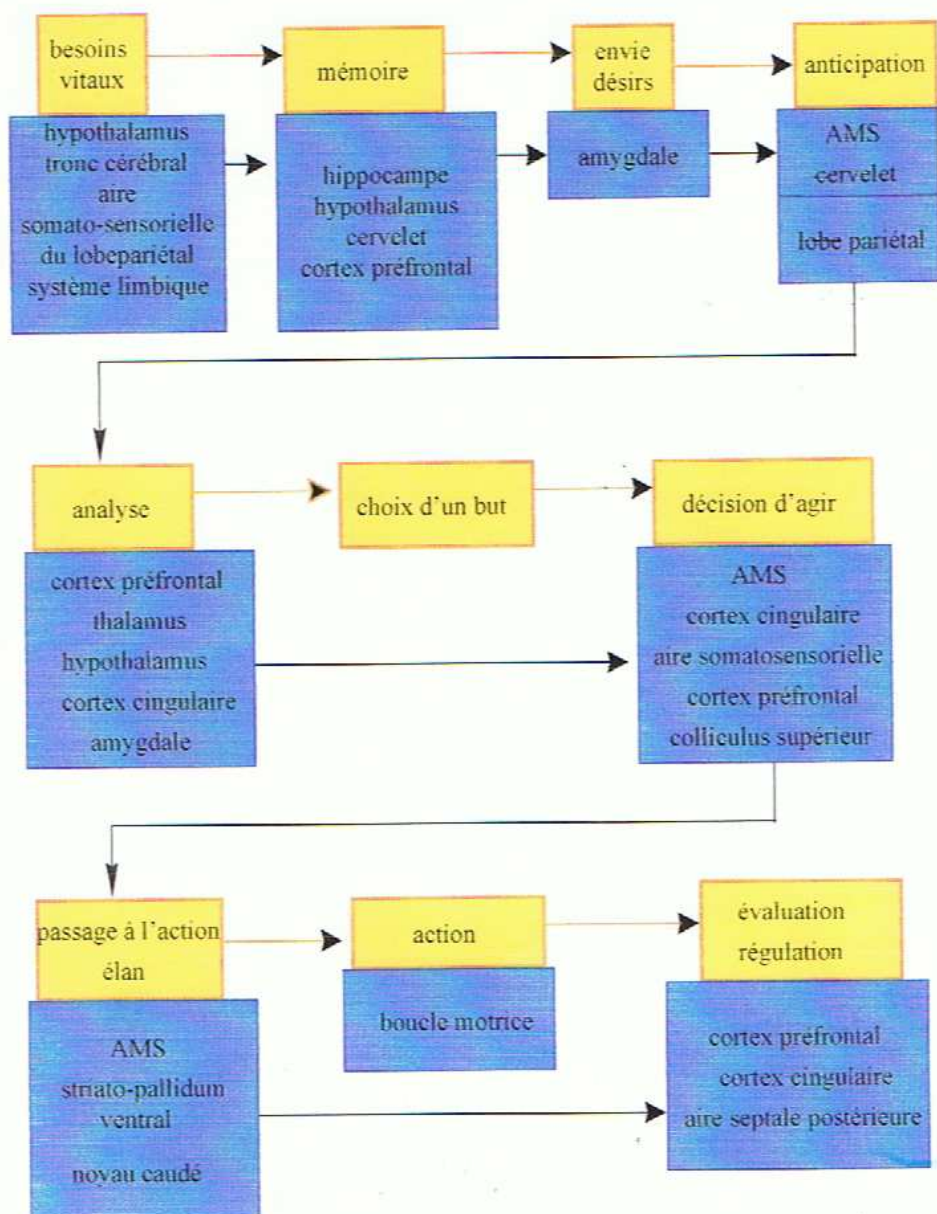 besoins
vitaux
mémoire
envie
désirs
anticipation
hypothalamus
tronc cérébral
aire
somato-sensorielle
du lobepariétal
système limbique
hippocampe
hypothalamus
cervelet
cortex préfrontal
amygdale
AMS
cervelet
lobe pariétal
analyse
choix d'un but
décision d'agir
cortex préfrontal
thalamus
hypothalamus
cortex cingulaire
amygdale
AMS
cortex cingulaire
aire somatosensorielle
cortex préfrontal
colliculus supérieur
passage à l'action
élan
action
évaluation
régulation
AMS
striato-pallidum
ventral
noyau caudé
boucle motrice
cortex préfrontal
cortex cingulaire
aire septale postérieure